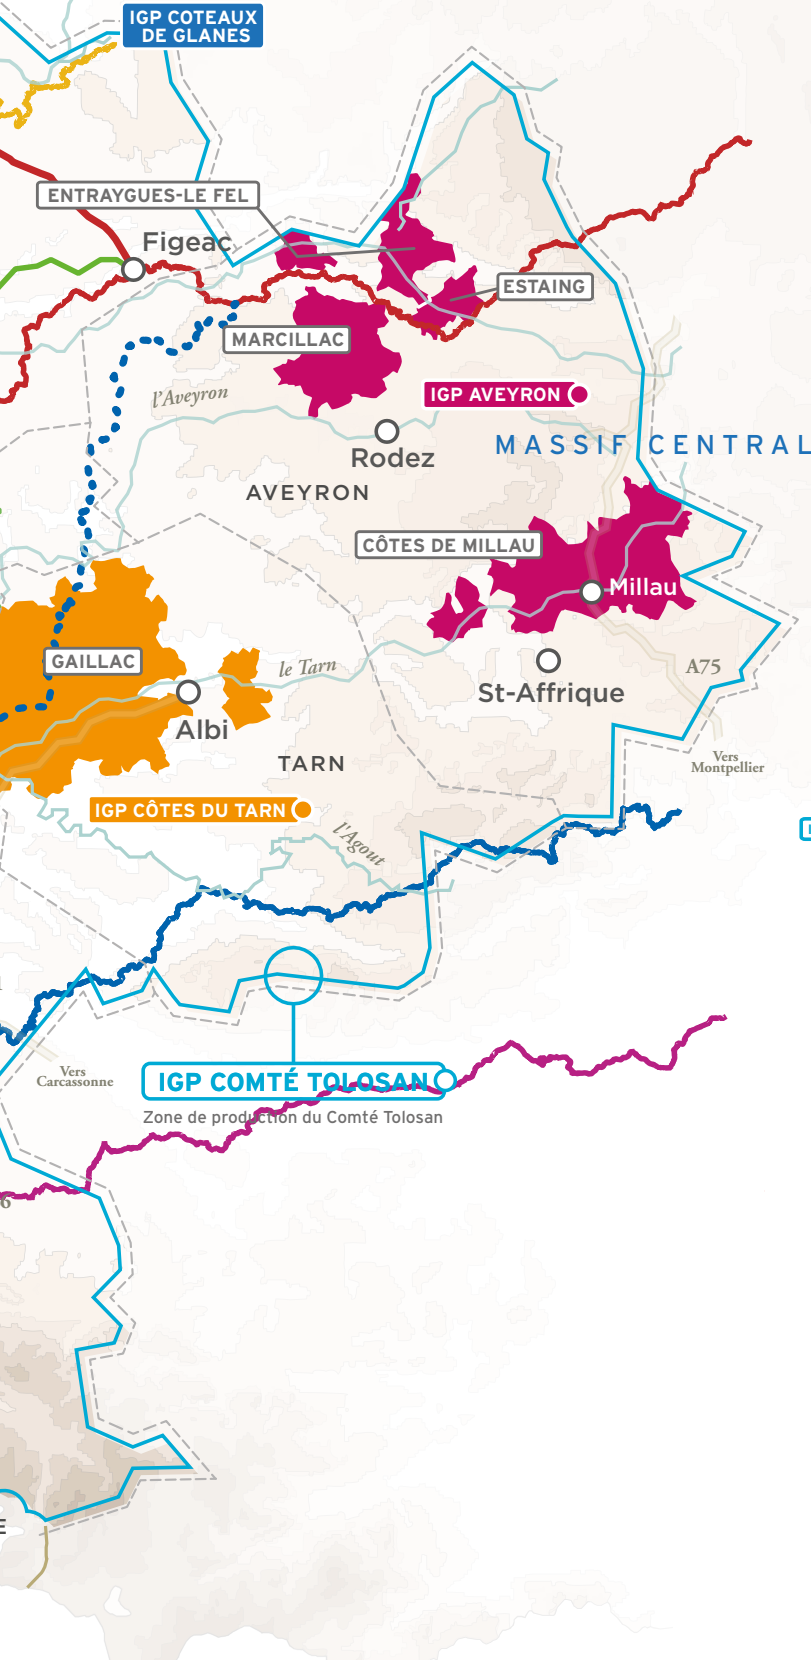 IGP COTEAUX
DE GLANES
ENTRAYGUES-LE FEL
Figeac
ESTAING
MARCILLAC
IGP AVEYRON
l'Aveyron
MASSIF CENTRAL
Rodez
AVEYRON
CÔTES DE MILLAU
Millau
GAILLAC
le Tarn
A75
St-Affrique
Albi
TARN
Vers
Montpellier
IGP CÔTES DU TARN
l'Agout
Vers
Carcassonne
IGP COMTÉ TOLOSAN
Zone de production du Comté Tolosan
6
E